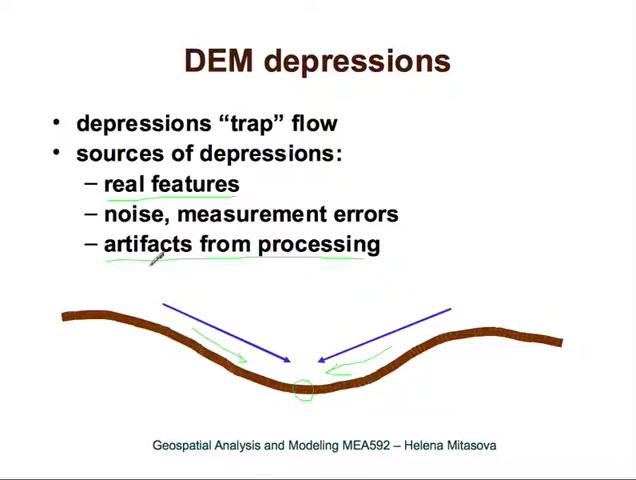 DEM depressions
• depressions “trap” flow
• sources of depressions:
– real features
– noise, measurement errors
– artifacts from processing
Geospatial Analysis and Modeling MEA592 – Helena Mitasova